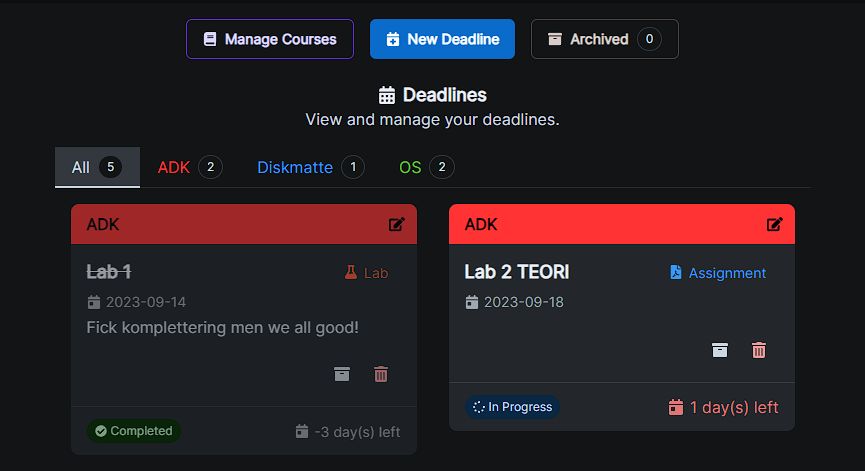 Manage Courses New Deadline Archived 0
Deadlines
View and manage your deadlines.
All 5 ADK 2 Diskmatte 1 OS 2
ADK
Lab 1 Lab
2023-09-14
Fick komplettering men we all good!
Completed -3 day(s) left
ADK
Lab 2 TEORI Assignment
2023-09-18
In Progress 1 day(s) left